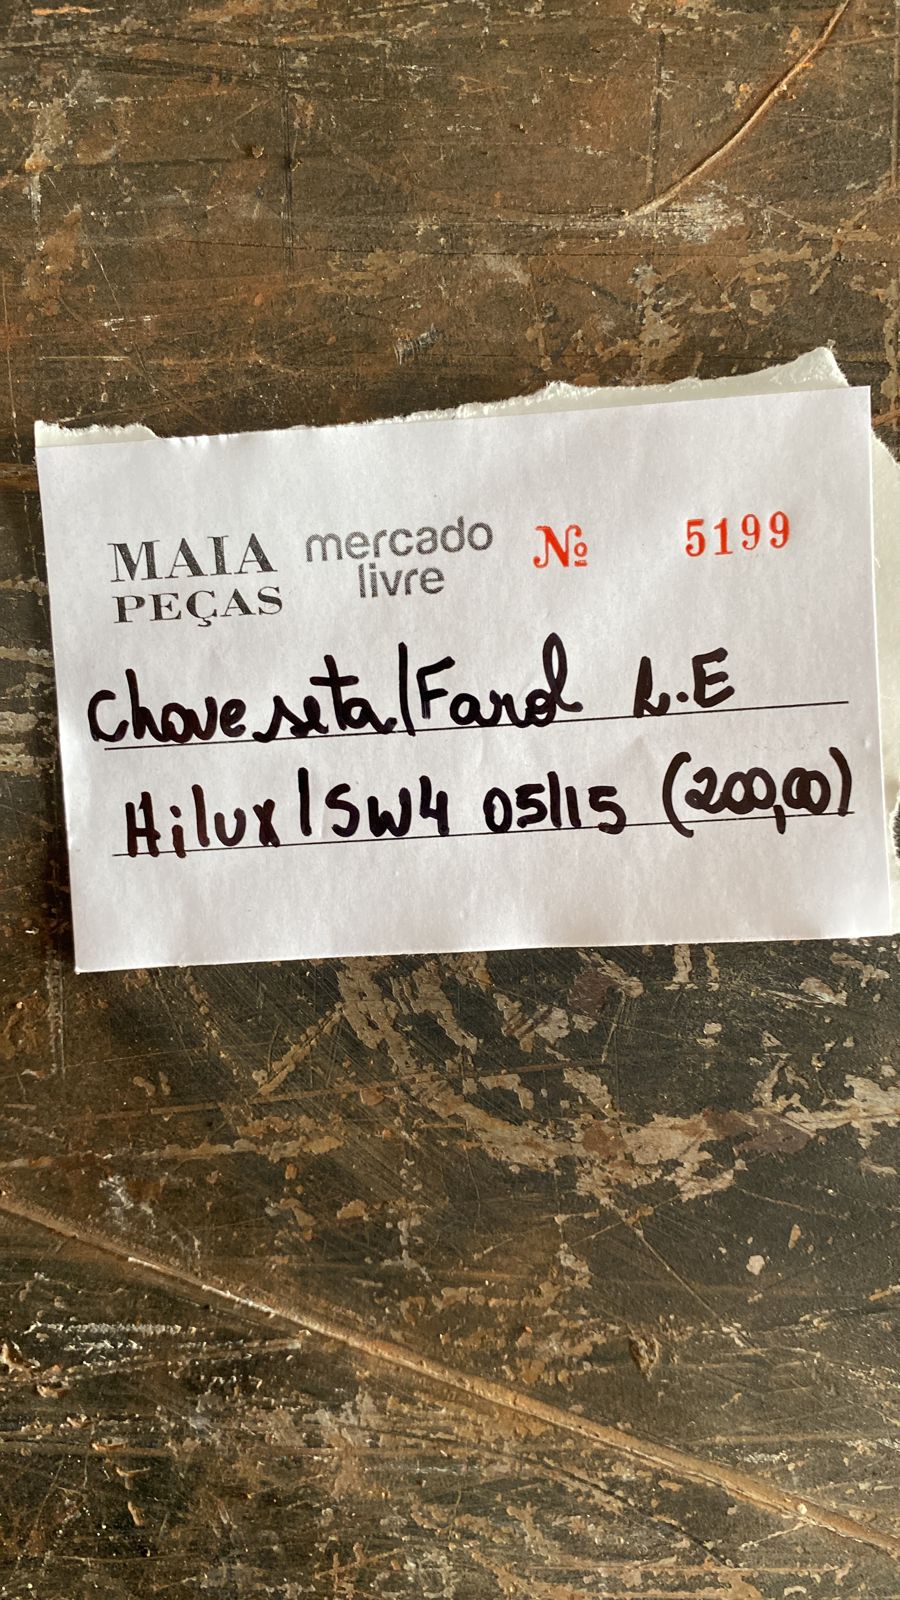 MAIA PEÇAS mercado livre Nº 5199
Chave seta/Farol L.E
Hilux/SW4 05/15 (200,00)